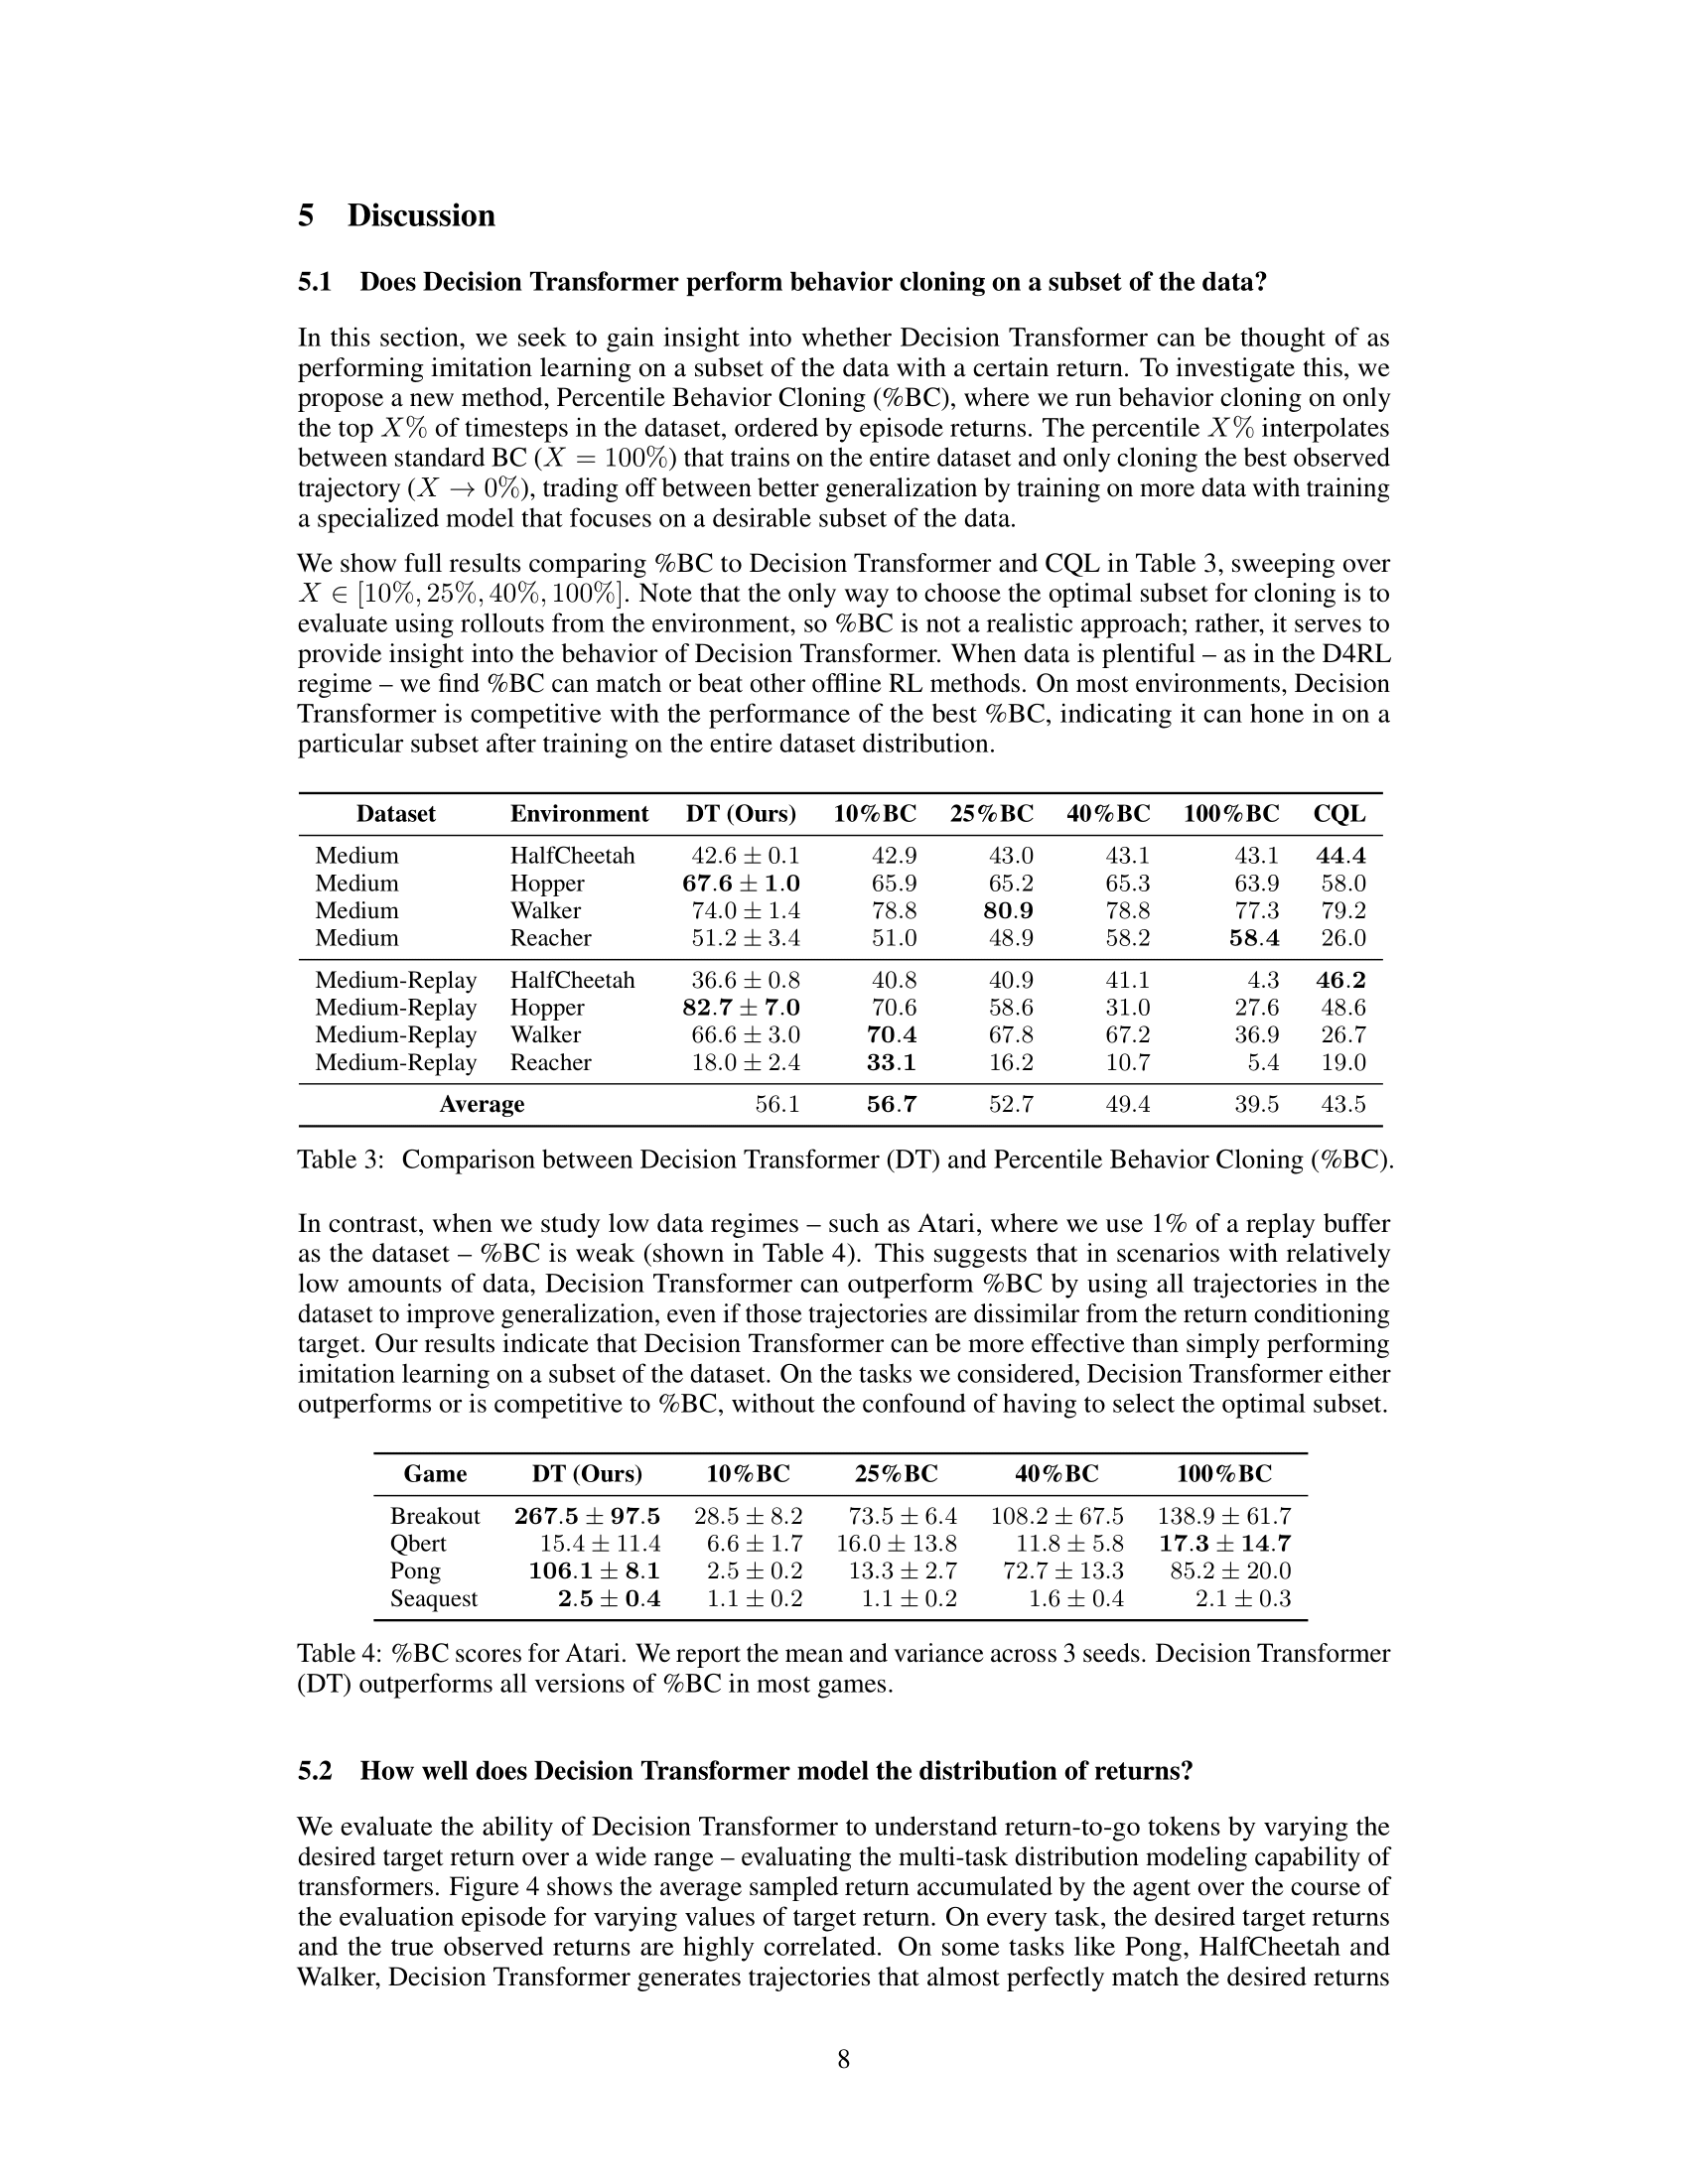 5 Discussion
5.1 Does Decision Transformer perform behavior cloning on a subset of the data?
In this section, we seek to gain insight into whether Decision Transformer can be thought of as
performing imitation learning on a subset of the data with a certain return. To investigate this, we
propose a new method, Percentile Behavior Cloning (%BC), where we run behavior cloning on only
the top X% of timesteps in the dataset, ordered by episode returns. The percentile X% interpolates
between standard BC (X = 100%) that trains on the entire dataset and only cloning the best observed
trajectory (X → 0%), trading off between better generalization by training on more data with training
a specialized model that focuses on a desirable subset of the data.
We show full results comparing %BC to Decision Transformer and CQL in Table 3, sweeping over
X ∈ [10%, 25%, 40%, 100%]. Note that the only way to choose the optimal subset for cloning is to
evaluate using rollouts from the environment, so %BC is not a realistic approach; rather, it serves to
provide insight into the behavior of Decision Transformer. When data is plentiful – as in the D4RL
regime – we find %BC can match or beat other offline RL methods. On most environments, Decision
Transformer is competitive with the performance of the best %BC, indicating it can hone in on a
particular subset after training on the entire dataset distribution.
Dataset Environment DT (Ours) 10%BC 25%BC 40%BC 100%BC CQL
Medium HalfCheetah 42.6 ± 0.1 42.9 43.0 43.1 43.1 44.4
Medium Hopper 67.6 ± 1.0 65.9 65.2 65.3 63.9 58.0
Medium Walker 74.0 ± 1.4 78.8 80.9 78.8 77.3 79.2
Medium Reacher 51.2 ± 3.4 51.0 48.9 58.2 58.4 26.0
Medium-Replay HalfCheetah 36.6 ± 0.8 40.8 40.9 41.1 4.3 46.2
Medium-Replay Hopper 82.7 ± 7.0 70.6 58.6 31.0 27.6 48.6
Medium-Replay Walker 66.6 ± 3.0 70.4 67.8 67.2 36.9 26.7
Medium-Replay Reacher 18.0 ± 2.4 33.1 16.2 10.7 5.4 19.0
Average 56.1 56.7 52.7 49.4 39.5 43.5
Table 3: Comparison between Decision Transformer (DT) and Percentile Behavior Cloning (%BC).
In contrast, when we study low data regimes – such as Atari, where we use 1% of a replay buffer
as the dataset – %BC is weak (shown in Table 4). This suggests that in scenarios with relatively
low amounts of data, Decision Transformer can outperform %BC by using all trajectories in the
dataset to improve generalization, even if those trajectories are dissimilar from the return conditioning
target. Our results indicate that Decision Transformer can be more effective than simply performing
imitation learning on a subset of the dataset. On the tasks we considered, Decision Transformer either
outperforms or is competitive to %BC, without the confound of having to select the optimal subset.
Game DT (Ours) 10%BC 25%BC 40%BC 100%BC
Breakout 267.5 ± 97.5 28.5 ± 8.2 73.5 ± 6.4 108.2 ± 67.5 138.9 ± 61.7
Qbert 15.4 ± 11.4 6.6 ± 1.7 16.0 ± 13.8 11.8 ± 5.8 17.3 ± 14.7
Pong 106.1 ± 8.1 2.5 ± 0.2 13.3 ± 2.7 72.7 ± 13.3 85.2 ± 20.0
Seaquest 2.5 ± 0.4 1.1 ± 0.2 1.1 ± 0.2 1.6 ± 0.4 2.1 ± 0.3
Table 4: %BC scores for Atari. We report the mean and variance across 3 seeds. Decision Transformer
(DT) outperforms all versions of %BC in most games.
5.2 How well does Decision Transformer model the distribution of returns?
We evaluate the ability of Decision Transformer to understand return-to-go tokens by varying the
desired target return over a wide range – evaluating the multi-task distribution modeling capability of
transformers. Figure 4 shows the average sampled return accumulated by the agent over the course of
the evaluation episode for varying values of target return. On every task, the desired target returns
and the true observed returns are highly correlated. On some tasks like Pong, HalfCheetah and
Walker, Decision Transformer generates trajectories that almost perfectly match the desired returns
8